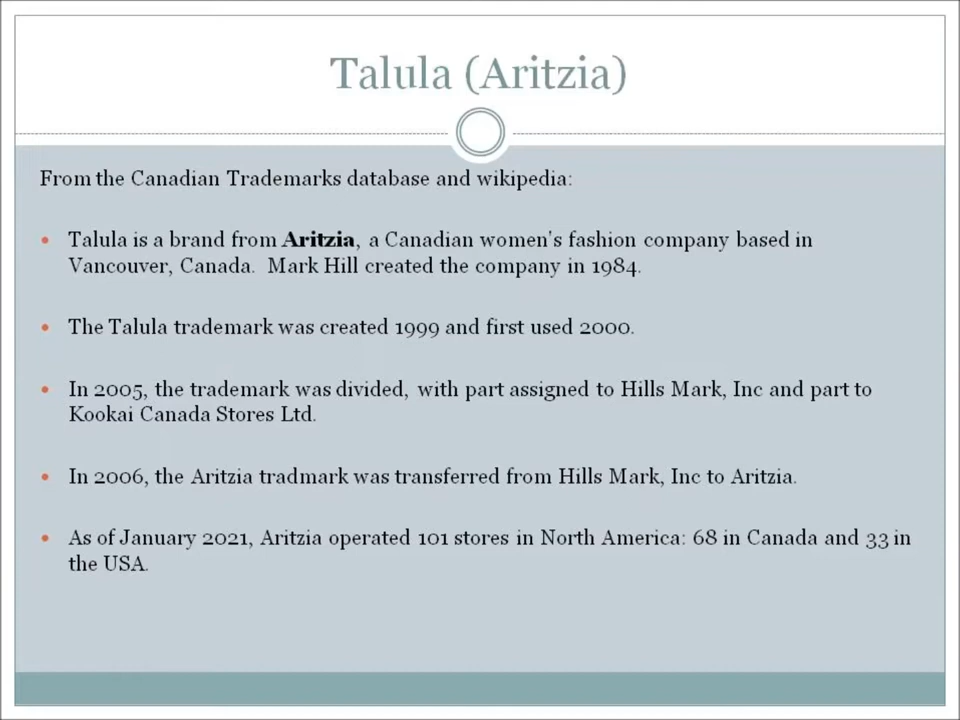 Talula (Aritzia)
From the Canadian Trademarks database and wikipedia:
• Talula is a brand from Aritzia, a Canadian women's fashion company based in
Vancouver, Canada.  Mark Hill created the company in 1984.
• The Talula trademark was created 1999 and first used 2000.
• In 2005, the trademark was divided, with part assigned to Hills Mark, Inc and part to
Kookai Canada Stores Ltd.
• In 2006, the Aritzia tradmark was transferred from Hills Mark, Inc to Aritzia.
• As of January 2021, Aritzia operated 101 stores in North America: 68 in Canada and 33 in
the USA.